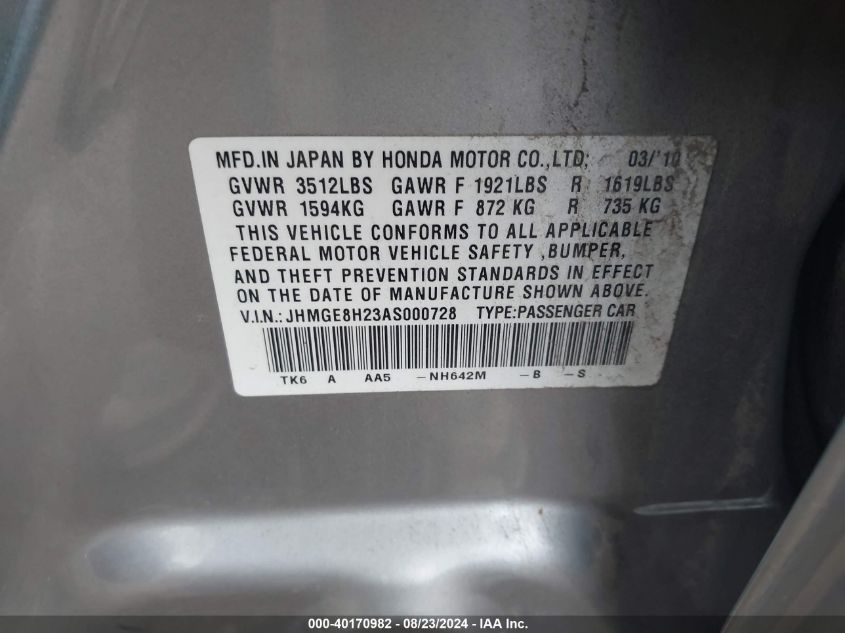 MFD.IN JAPAN BY HONDA MOTOR CO.,LTD; 03/'10
GVWR 3512LBS GAWR F 1921LBS R 1619LBS
GVWR 1594KG GAWR F 872 KG R 735 KG
THIS VEHICLE CONFORMS TO ALL APPLICABLE
FEDERAL MOTOR VEHICLE SAFETY ,BUMPER,
AND THEFT PREVENTION STANDARDS IN EFFECT
ON THE DATE OF MANUFACTURE SHOWN ABOVE.
V.I.N.: JHMGE8H23AS000728 TYPE:PASSENGER CAR
TK6 A AA5 -NH642M -B -S
000-40170982 - 08/23/2024 - IAA Inc.